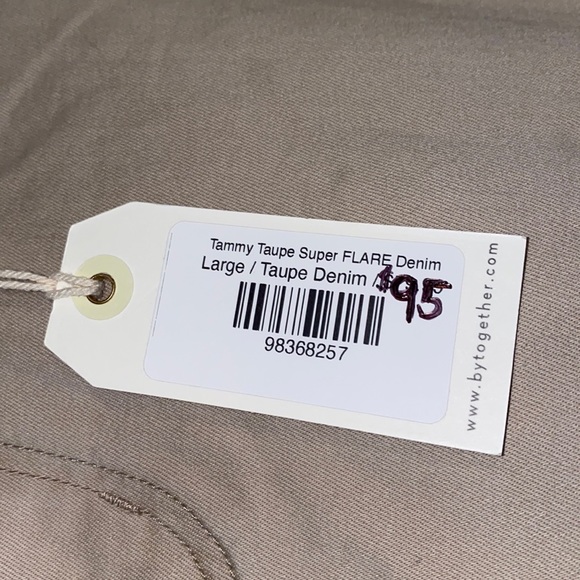 Tammy Taupe Super FLARE Denim
Large / Taupe Denim / $95
98368257
www.bytogether.com